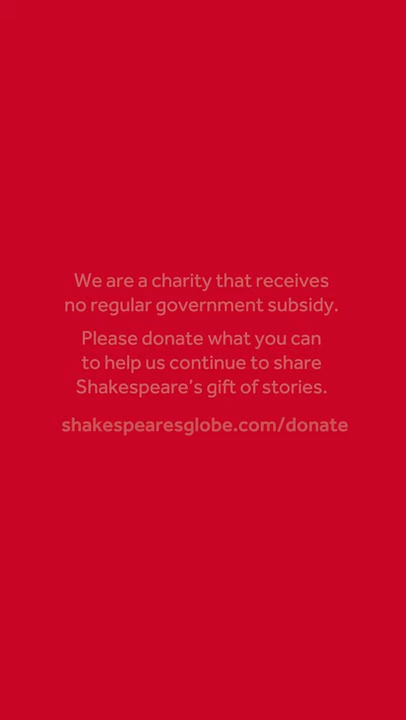 We are a charity that receives
no regular government subsidy.
Please donate what you can
to help us continue to share
Shakespeare's gift of stories.
shakespearesglobe.com/donate